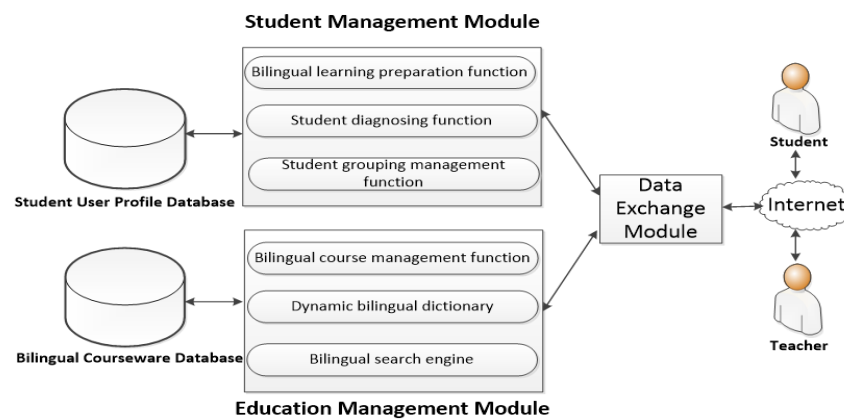 Student Management Module
Bilingual learning preparation function
Student diagnosing function
Student grouping management
function
Student User Profile Database
Data
Exchange
Module
Student
Internet
Teacher
Bilingual course management function
Dynamic bilingual dictionary
Bilingual search engine
Bilingual Courseware Database
Education Management Module